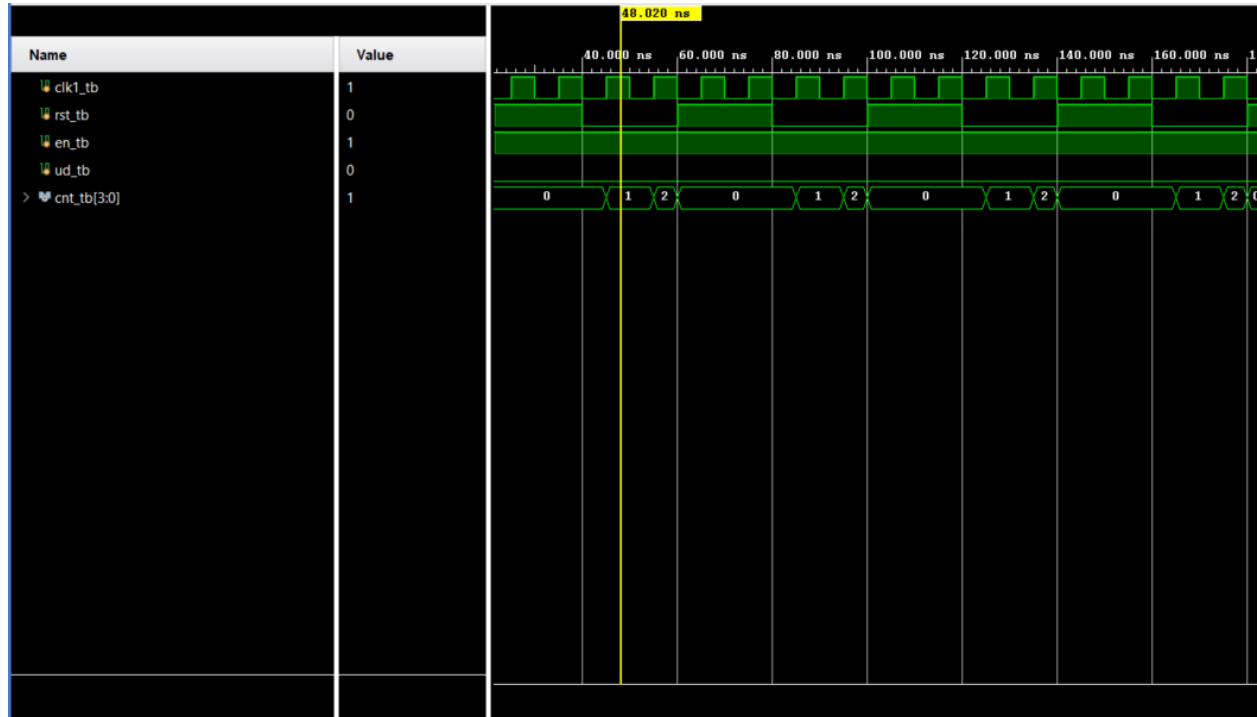 48.020 ns
Name Value
40.000 ns 60.000 ns 80.000 ns 100.000 ns 120.000 ns 140.000 ns 160.000 ns 1
clk1_tb 1
rst_tb 0
en_tb 1
ud_tb 0
> cnt_tb[3:0] 1 0 1 2 0 1 2 0 1 2 0 1 2 0